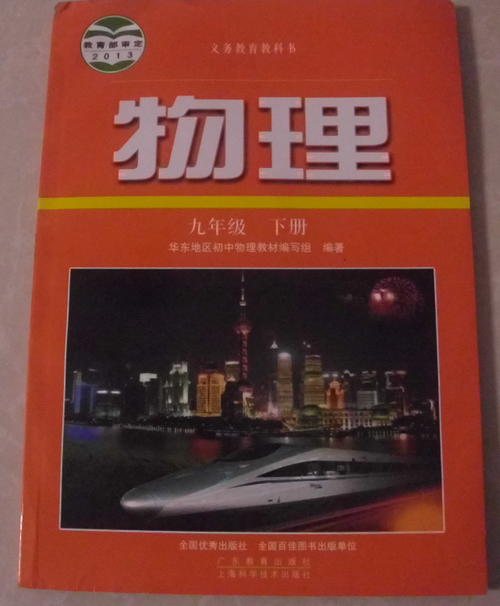 教育部审定
2013
义务教育教科书
物理
九年级 下册
华东地区初中物理教材编写组 编著
全国优秀出版社 全国百佳图书出版单位
广东教育出版社
上海科学技术出版社